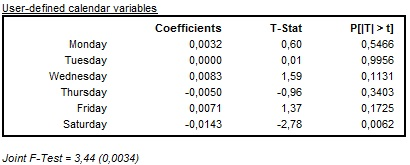 User-defined calendar variables
Coefficients T-Stat P[|T| > t]
Monday 0,0032 0,60 0,5466
Tuesday 0,0000 0,01 0,9956
Wednesday 0,0083 1,59 0,1131
Thursday -0,0050 -0,96 0,3403
Friday 0,0071 1,37 0,1725
Saturday -0,0143 -2,78 0,0062
Joint F-Test = 3,44 (0,0034)